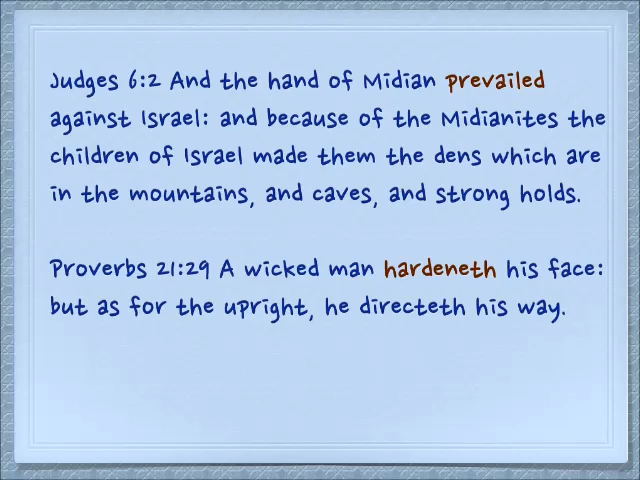 Judges 6:2 And the hand of Midian prevailed
against Israel: and because of the Midianites the
children of Israel made them the dens which are
in the mountains, and caves, and strong holds.
Proverbs 21:29 A wicked man hardeneth his face:
but as for the upright, he directeth his way.